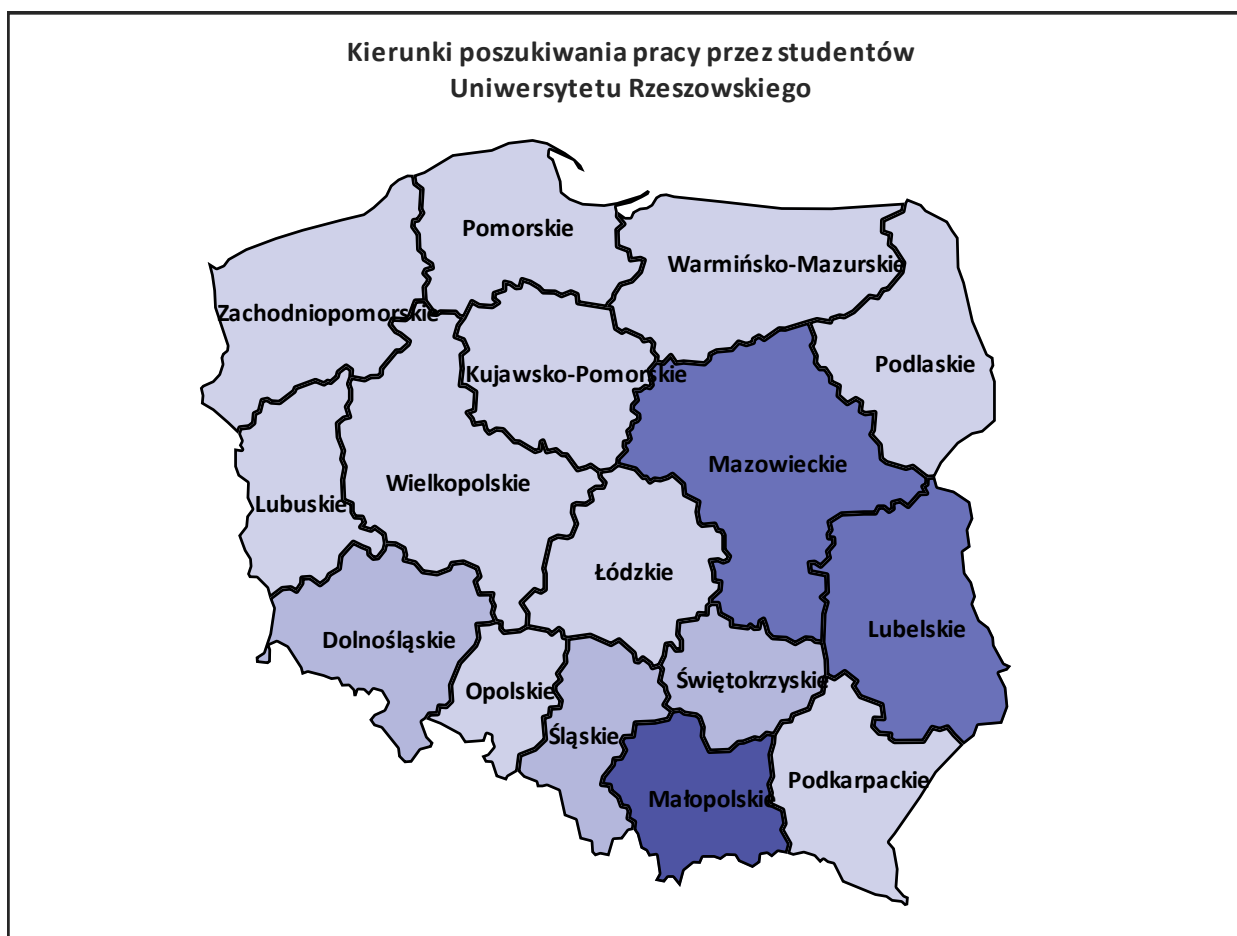 Kierunki poszukiwania pracy przez studentów
Uniwersytetu Rzeszowskiego
Pomorskie
Warmińsko-Mazurskie
Zachodniopomorskie
Podlaskie
Kujawsko-Pomorskie
Mazowieckie
Wielkopolskie
Lubuskie
Łódzkie
Lubelskie
Dolnośląskie
Świętokrzyskie
Opolskie
Śląskie
Podkarpackie
Małopolskie